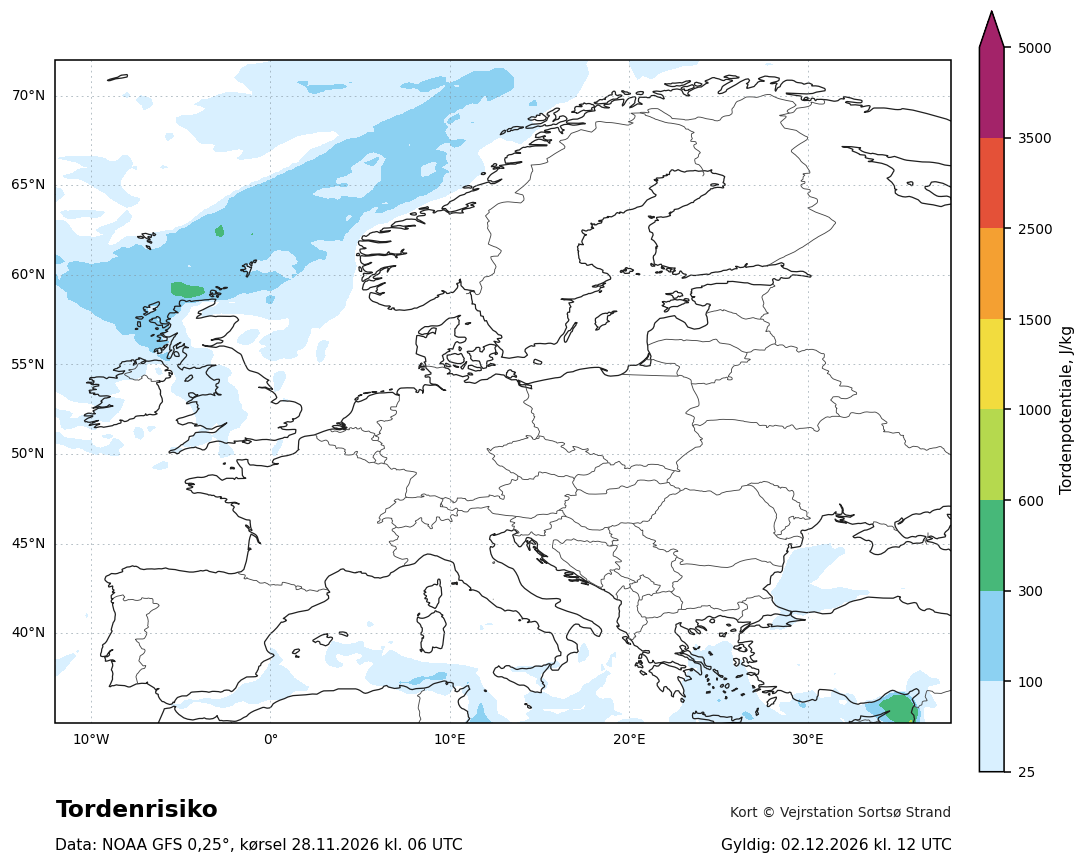 70°N
65°N
60°N
55°N
50°N
45°N
40°N
10°W
0°
10°E
20°E
30°E
5000
3500
2500
1500
1000
600
300
100
25
Tordenpotentiale, J/kg
Tordenrisiko
Kort © Vejrstation Sortsø Strand
Data: NOAA GFS 0,25°, kørsel 28.11.2026 kl. 06 UTC
Gyldig: 02.12.2026 kl. 12 UTC